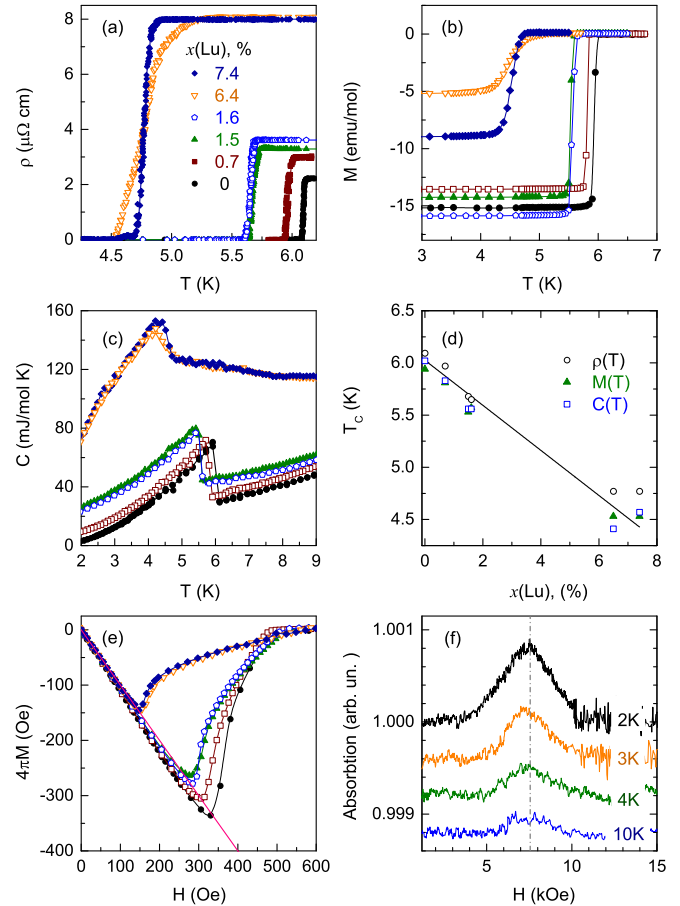 (a)
x(Lu), %
7.4
6.4
1.6
1.5
0.7
0
8
6
4
2
0
ρ (μΩ cm)
4.5 5.0 5.5 6.0
T (K)
(b)
0
-5
-10
-15
M (emu/mol)
3 4 5 6 7
T (K)
(c)
160
120
80
40
0
C (mJ/mol K)
2 3 4 5 6 7 8 9
T (K)
(d)
ρ(T)
M(T)
C(T)
6.5
6.0
5.5
5.0
4.5
T_C (K)
0 2 4 6 8
x(Lu), (%)
(e)
0
-100
-200
-300
-400
4πM (Oe)
0 100 200 300 400 500 600
H (Oe)
(f)
1.001
1.000
0.999
Absorbtion (arb. un.)
2K
3K
4K
10K
5 10 15
H (kOe)